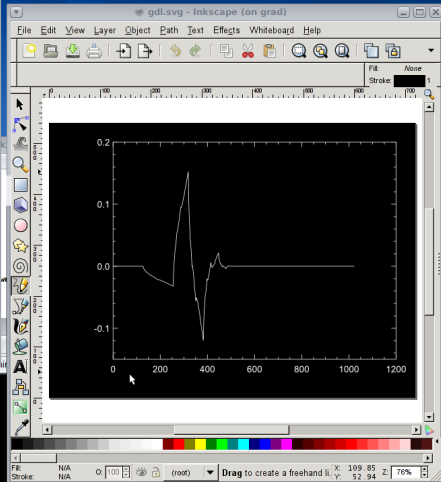 gdl.svg - Inkscape (on grad)
File Edit View Layer Object Path Text Effects Whiteboard Help
Fill: None
Stroke: 1
0.2
0.1
0.0
-0.1
0 200 400 600 800 1000 1200
Fill: N/A
Stroke: N/A
O: 100
(root)
Drag to create a freehand li.
X: 109.85
Y: 52.94
Z: 76%